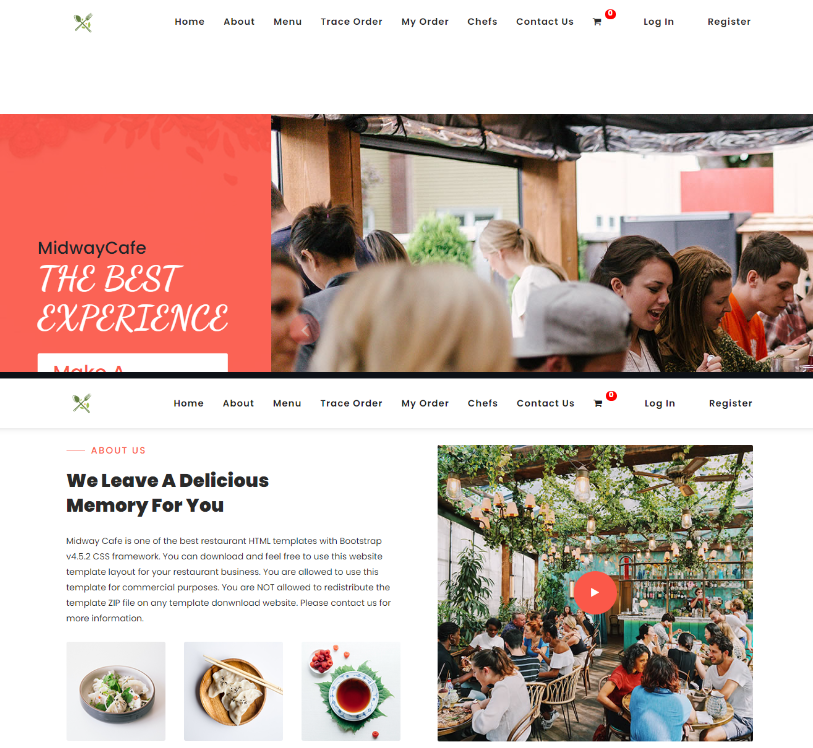 Home About Menu Trace Order My Order Chefs Contact Us 0 Log In Register
MidwayCafe
THE BEST
EXPERIENCE
Make A
Home About Menu Trace Order My Order Chefs Contact Us 0 Log In Register
ABOUT US
We Leave A Delicious
Memory For You
Midway Cafe is one of the best restaurant HTML templates with Bootstrap
v4.5.2 CSS framework. You can download and feel free to use this website
template layout for your restaurant business. You are allowed to use this
template for commercial purposes. You are NOT allowed to redistribute the
template ZIP file on any template donwnload website. Please contact us for
more information.